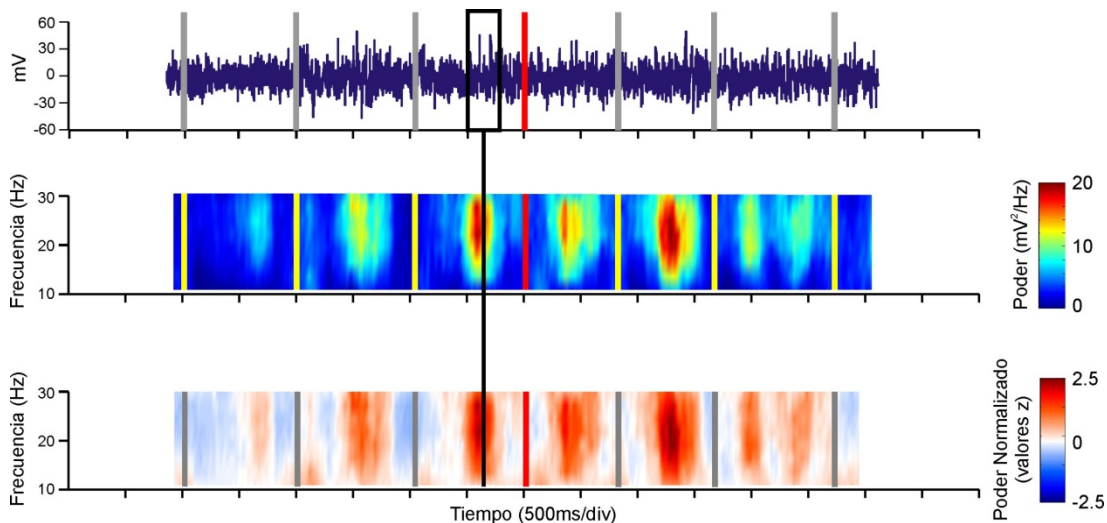 60
30
0
-30
-60
mV
30
20
10
Frecuencia (Hz)
20
10
0
Poder (mV²/Hz)
30
20
10
Frecuencia (Hz)
2.5
0
-2.5
Poder Normalizado
(valores z)
Tiempo (500ms/div)